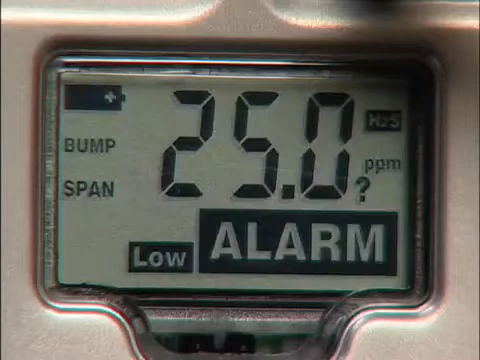 25.0 H2S
BUMP
ppm
SPAN ?
Low ALARM